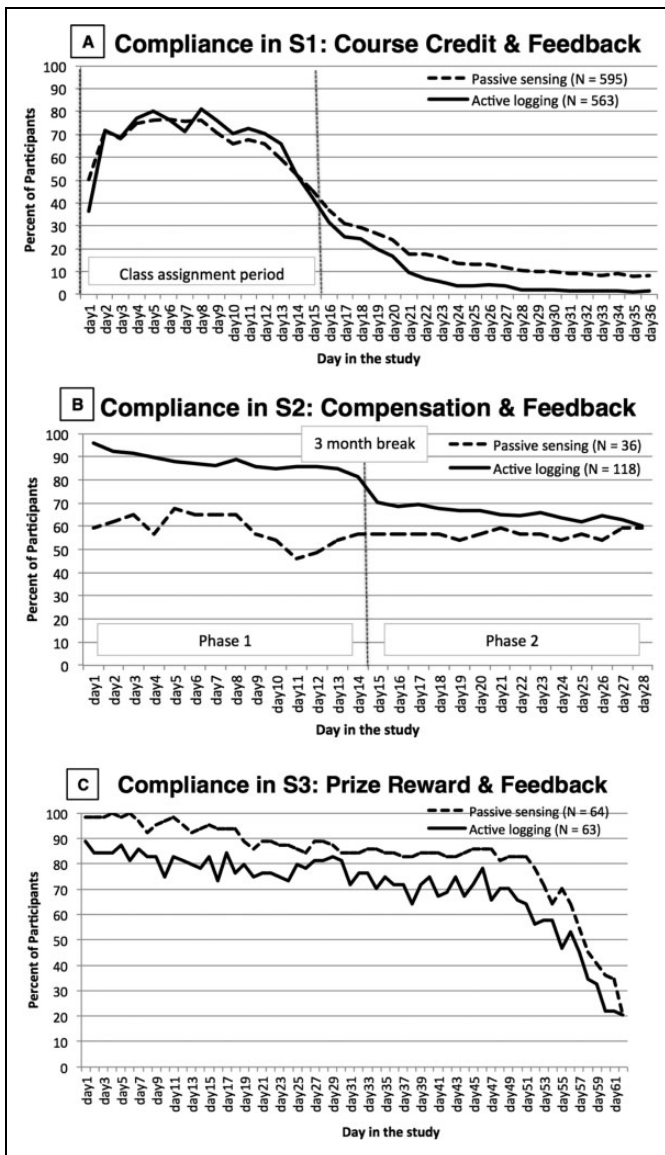 A Compliance in S1: Course Credit & Feedback
Percent of Participants
100
90
80
70
60
50
40
30
20
10
0
Passive sensing (N = 595)
Active logging (N = 563)
Class assignment period
day1
day2
day3
day4
day5
day6
day7
day8
day9
day10
day11
day12
day13
day14
day15
day16
day17
day18
day19
day20
day21
day22
day23
day24
day25
day26
day27
day28
day29
day30
day31
day32
day33
day34
day35
day36
Day in the study
B Compliance in S2: Compensation & Feedback
Percent of Participants
100
90
80
70
60
50
40
30
20
10
0
3 month break
Passive sensing (N = 36)
Active logging (N = 118)
Phase 1
Phase 2
day1
day2
day3
day4
day5
day6
day7
day8
day9
day10
day11
day12
day13
day14
day15
day16
day17
day18
day19
day20
day21
day22
day23
day24
day25
day26
day27
day28
Day in the study
C Compliance in S3: Prize Reward & Feedback
Percent of Participants
100
90
80
70
60
50
40
30
20
10
0
Passive sensing (N = 64)
Active logging (N = 63)
day1
day3
day5
day7
day9
day11
day13
day15
day17
day19
day21
day23
day25
day27
day29
day31
day33
day35
day37
day39
day41
day43
day45
day47
day49
day51
day53
day55
day57
day59
day61
Day in the study